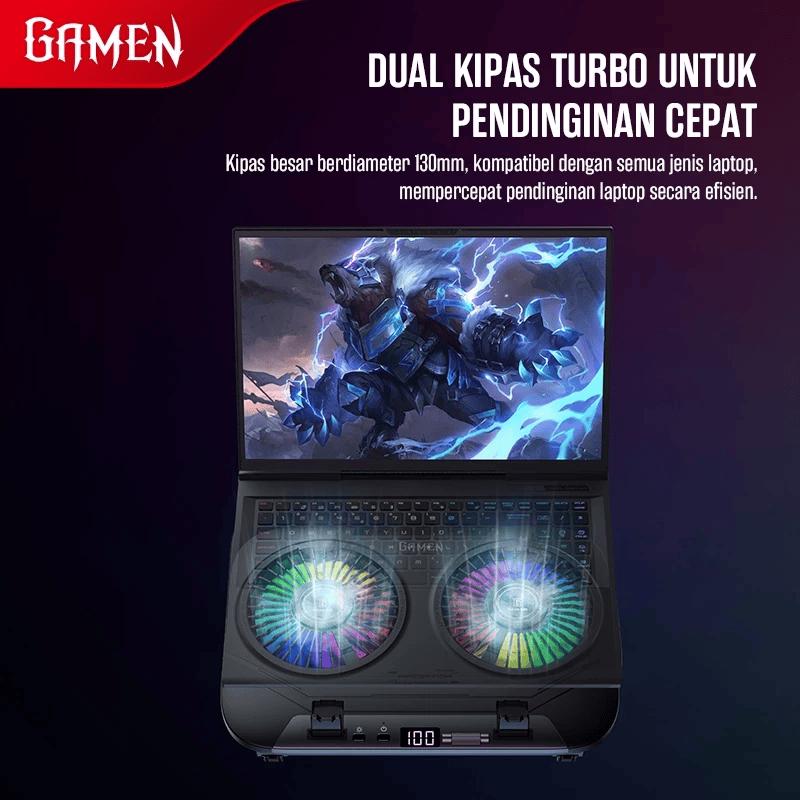 GAMEN
DUAL KIPAS TURBO UNTUK
PENDINGINAN CEPAT
Kipas besar berdiameter 130mm, kompatibel dengan semua jenis laptop,
mempercepat pendinginan laptop secara efisien.
GAMEN
100